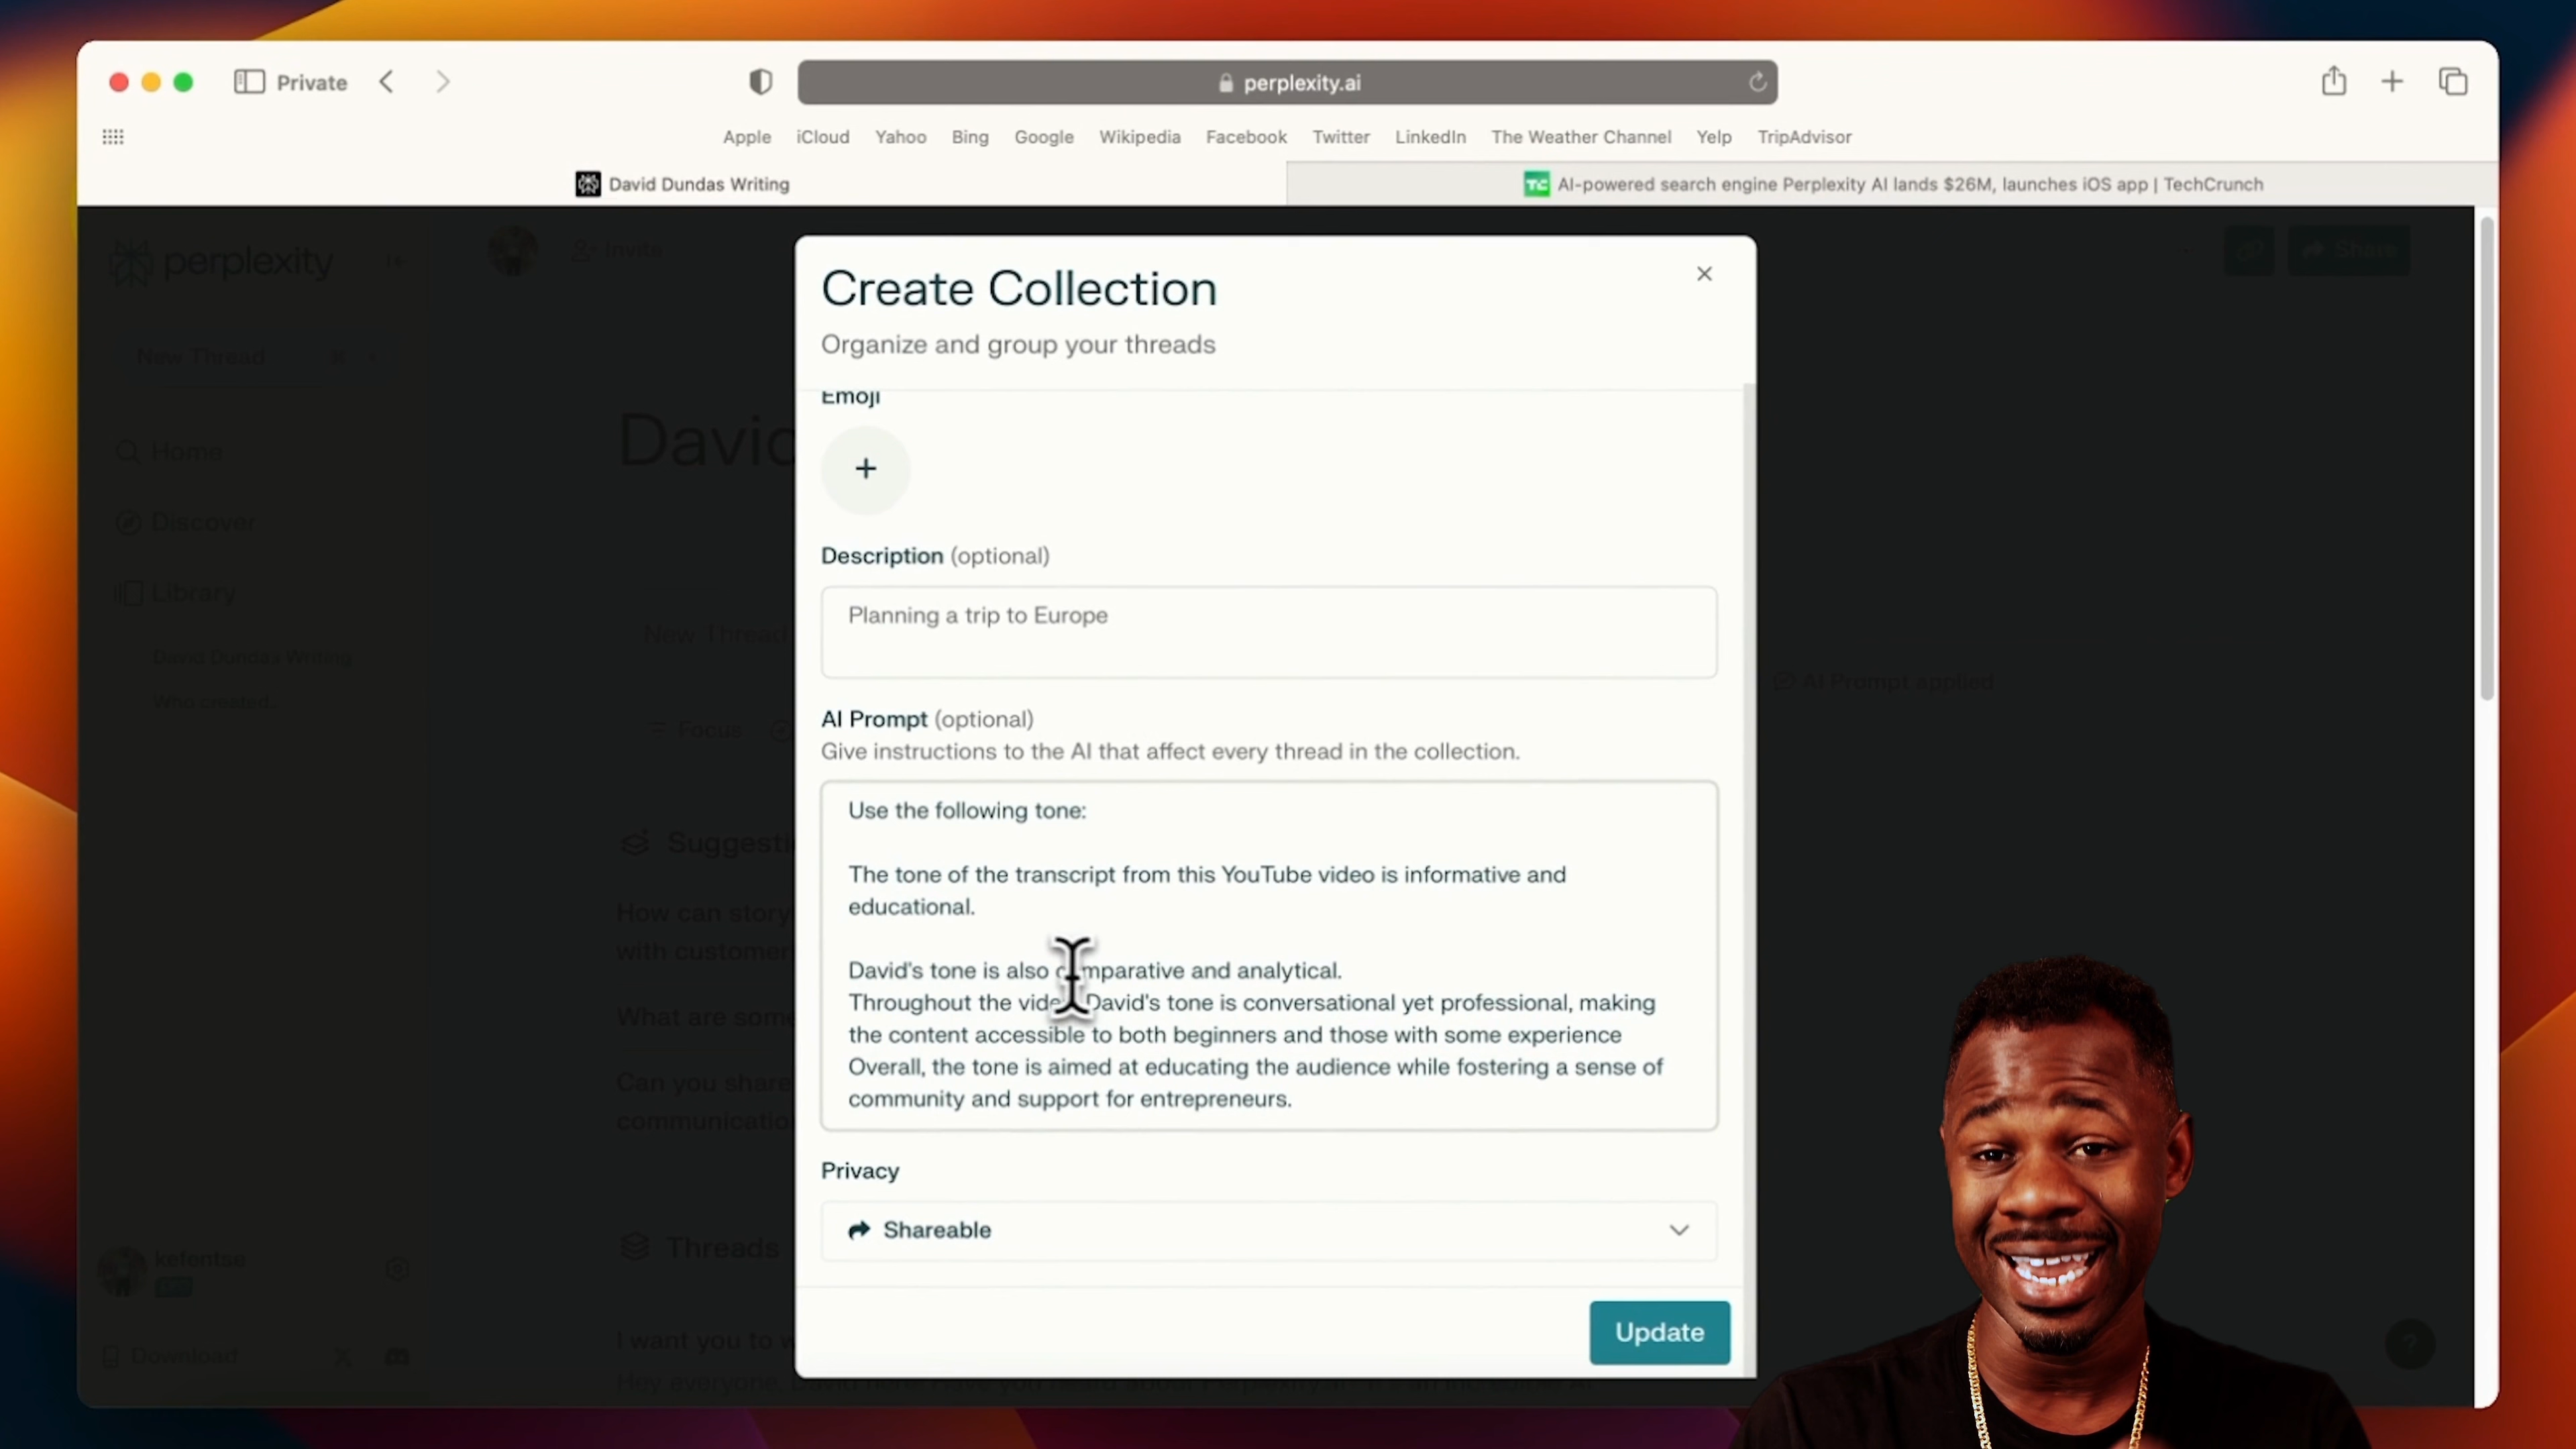 Private
perplexity.ai
Apple iCloud Yahoo Bing Google Wikipedia Facebook Twitter LinkedIn The Weather Channel Yelp TripAdvisor
David Dundas Writing
TC AI-powered search engine Perplexity AI lands $26M, launches iOS app | TechCrunch
perplexity
Invite
Share
Create Collection
Organize and group your threads
New Thread
Home
Discover
Library
David Dundas Writing
Who created...
David
New Thread
Focus
AI Prompt applied
Emoji
+
Description (optional)
Planning a trip to Europe
AI Prompt (optional)
Give instructions to the AI that affect every thread in the collection.
Use the following tone:
The tone of the transcript from this YouTube video is informative and
educational.
David's tone is also comparative and analytical.
Throughout the video David's tone is conversational yet professional, making
the content accessible to both beginners and those with some experience
Overall, the tone is aimed at educating the audience while fostering a sense of
community and support for entrepreneurs.
Privacy
Shareable
Update
Suggesti
How can story
with customer
What are some
Can you share
communicatio
Threads
I want you to w
kefentse
Download
?